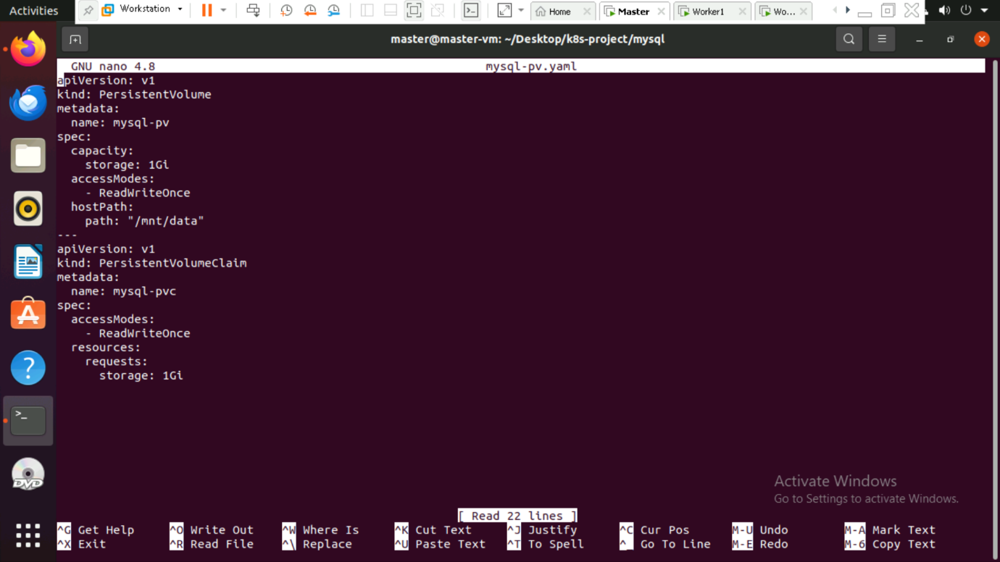 Activities
Workstation
Home
Master
Worker1
Wo...
master@master-vm: ~/Desktop/k8s-project/mysql
GNU nano 4.8 mysql-pv.yaml
apiVersion: v1
kind: PersistentVolume
metadata:
  name: mysql-pv
spec:
  capacity:
    storage: 1Gi
  accessModes:
    - ReadWriteOnce
  hostPath:
    path: "/mnt/data"
---
apiVersion: v1
kind: PersistentVolumeClaim
metadata:
  name: mysql-pvc
spec:
  accessModes:
    - ReadWriteOnce
  resources:
    requests:
      storage: 1Gi
Activate Windows
Go to Settings to activate Windows.
[ Read 22 lines ]
^G Get Help ^O Write Out ^W Where Is ^K Cut Text ^J Justify ^C Cur Pos M-U Undo M-A Mark Text
^X Exit ^R Read File ^\ Replace ^U Paste Text ^T To Spell ^_ Go To Line M-E Redo M-6 Copy Text
DVD